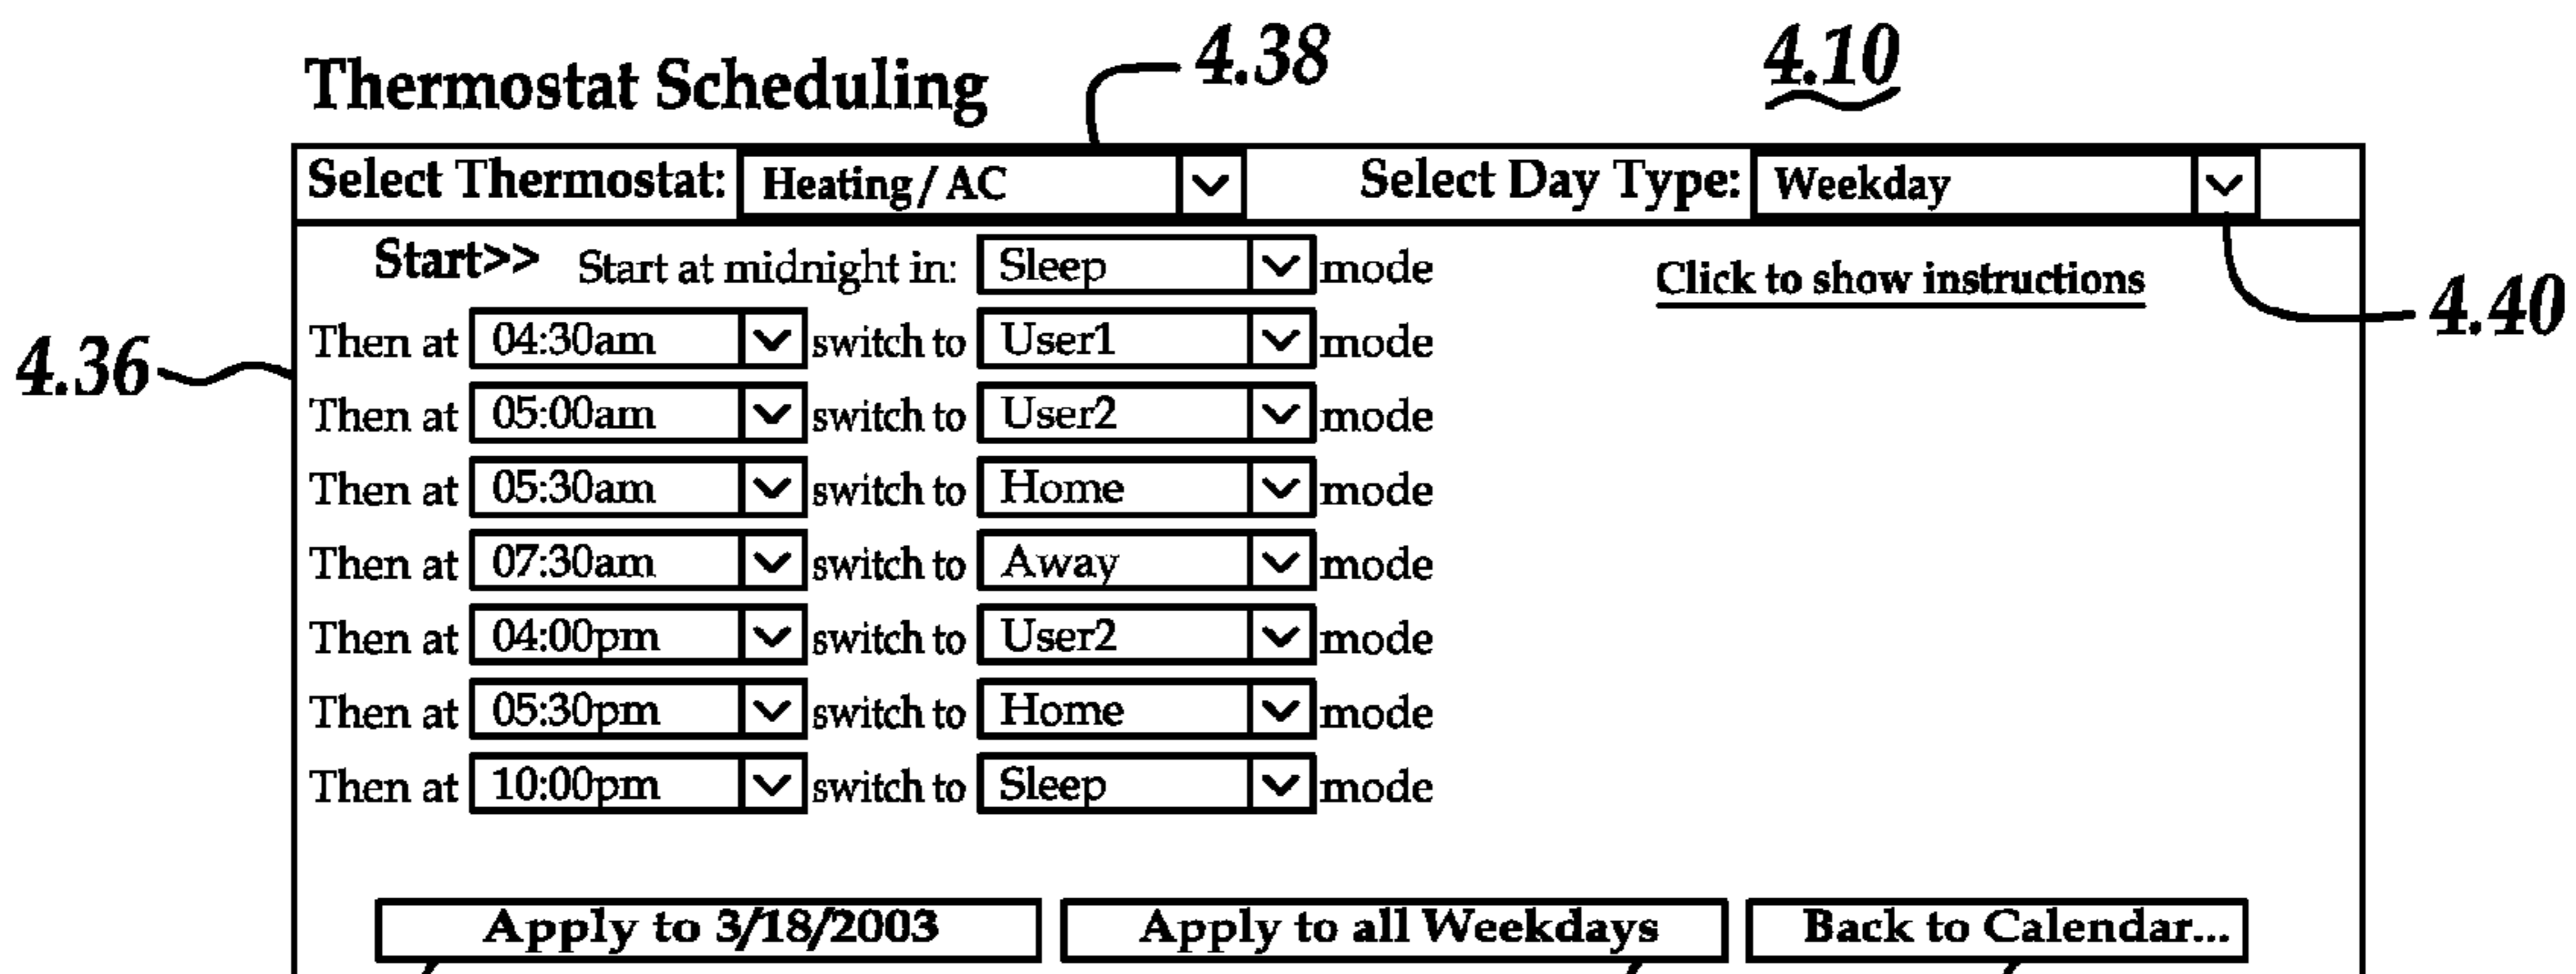 4.38
4.10
Thermostat Scheduling
Select Thermostat: Heating/AC Select Day Type: Weekday
Start>> Start at midnight in: Sleep mode Click to show instructions
4.40
Then at 04:30am switch to User1 mode
4.36
Then at 05:00am switch to User2 mode
Then at 05:30am switch to Home mode
Then at 07:30am switch to Away mode
Then at 04:00pm switch to User2 mode
Then at 05:30pm switch to Home mode
Then at 10:00pm switch to Sleep mode
Apply to 3/18/2003 Apply to all Weekdays Back to Calendar...